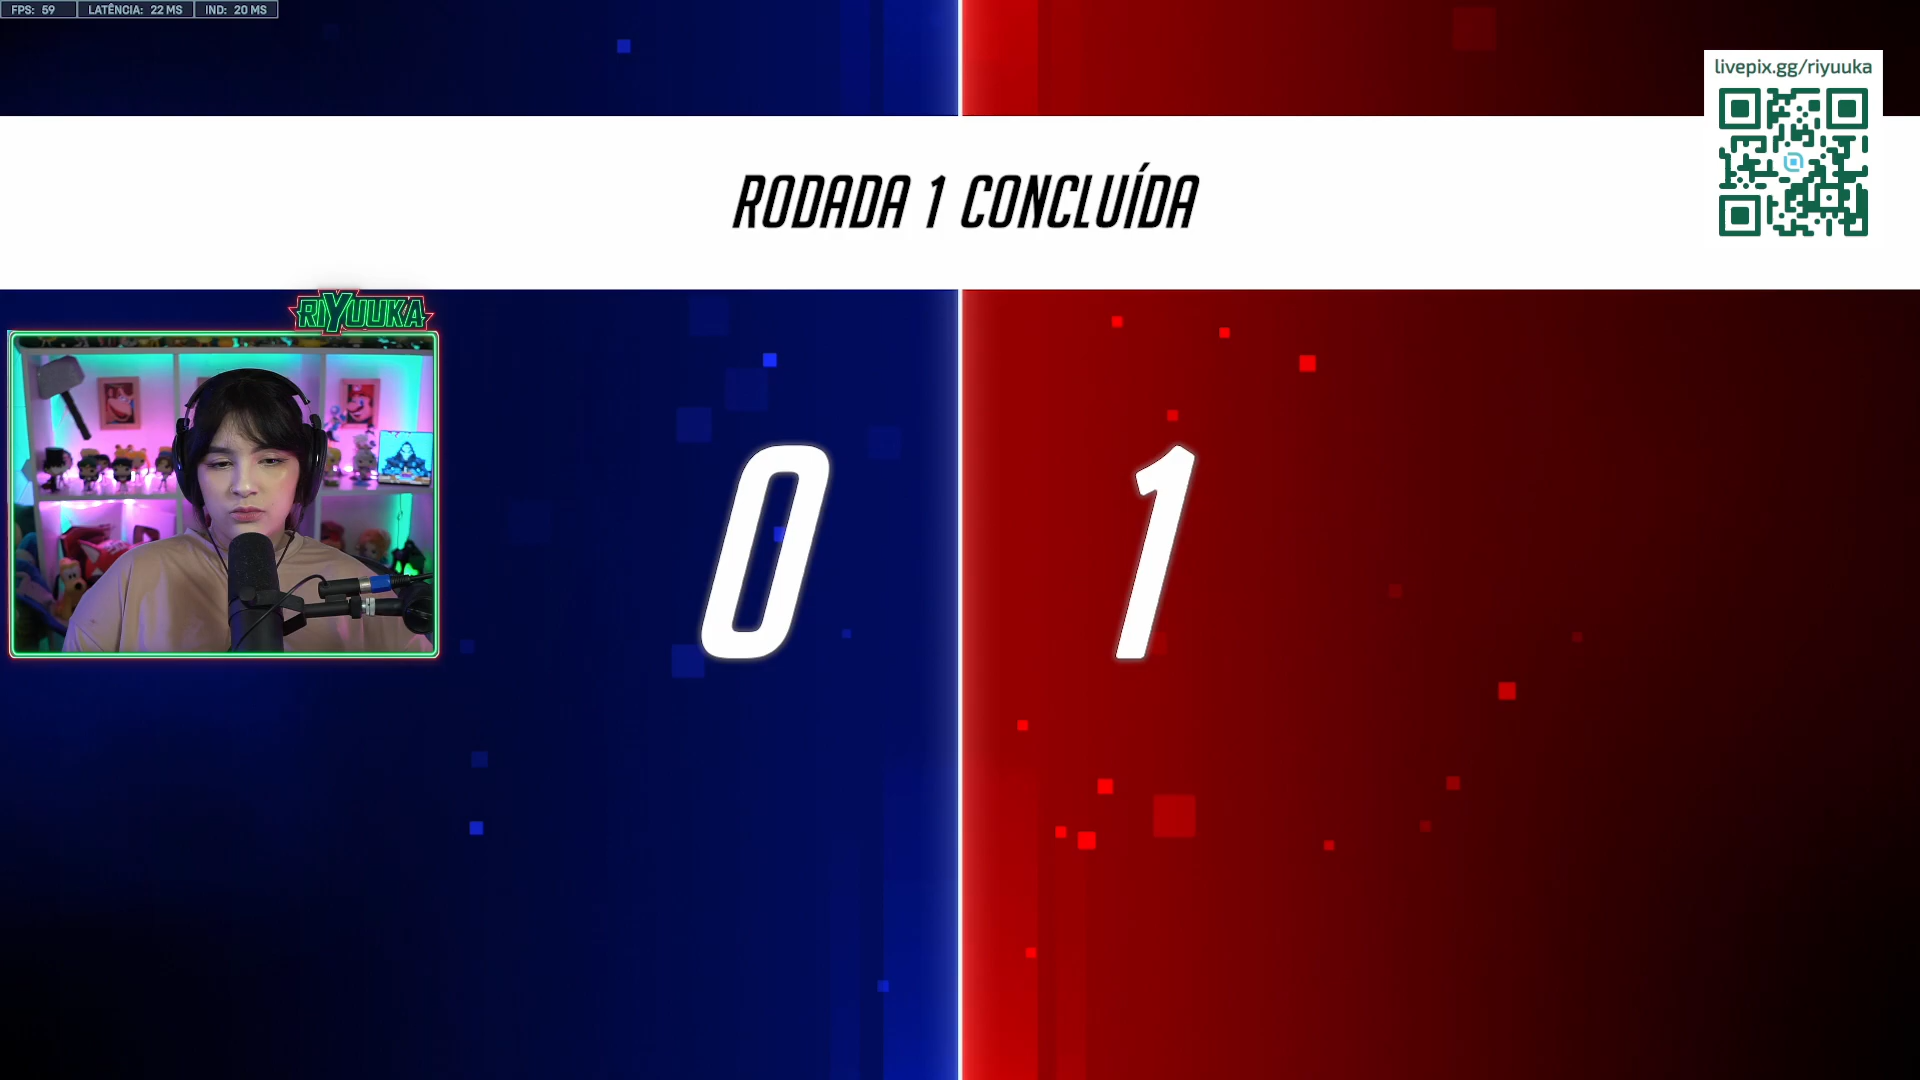 FPS: 59 LATÊNCIA: 22 MS IND: 20 MS
livepix.gg/riyuuka
RODADA 1 CONCLUÍDA
RIYUUKA
0 1